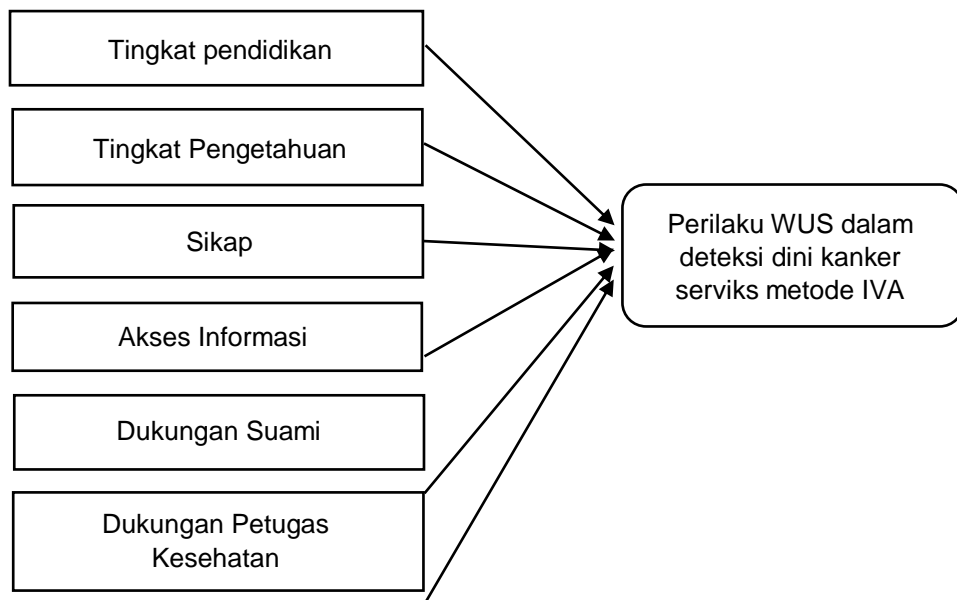 Tingkat pendidikan
Tingkat Pengetahuan
Sikap
Akses Informasi
Dukungan Suami
Dukungan Petugas
Kesehatan
Perilaku WUS dalam
deteksi dini kanker
serviks metode IVA